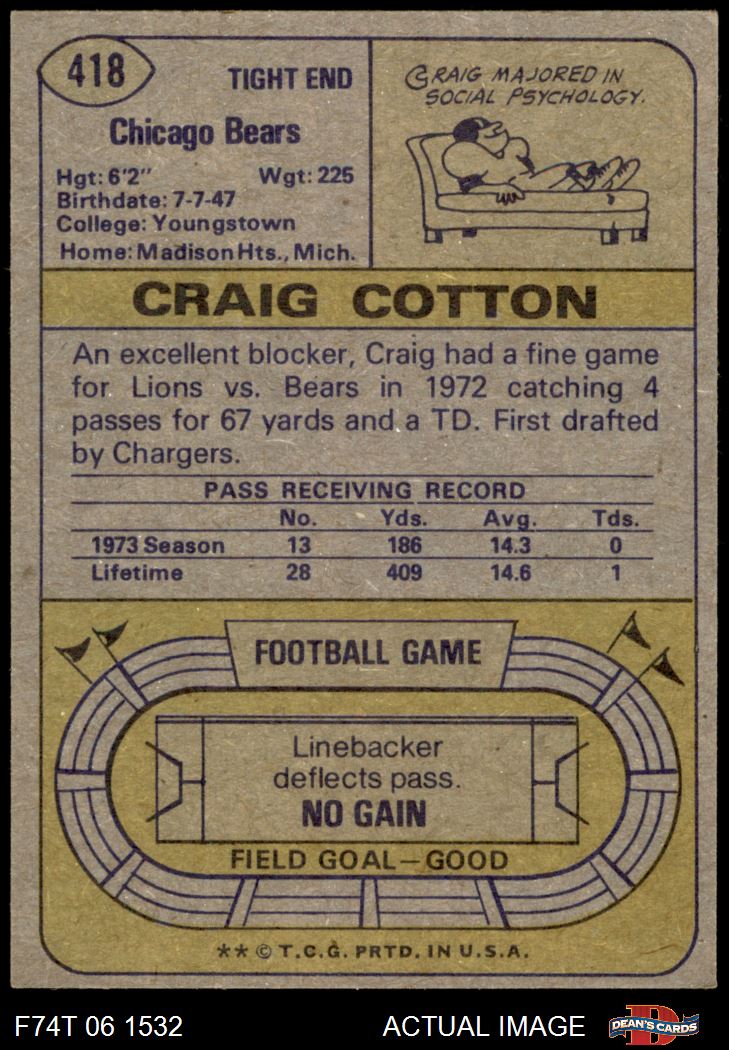 418
TIGHT END
Chicago Bears
Hgt: 6'2" Wgt: 225
Birthdate: 7-7-47
College: Youngstown
Home: Madison Hts., Mich.
CRAIG MAJORED IN
SOCIAL PSYCHOLOGY.
CRAIG COTTON
An excellent blocker, Craig had a fine game
for Lions vs. Bears in 1972 catching 4
passes for 67 yards and a TD. First drafted
by Chargers.
PASS RECEIVING RECORD
No. Yds. Avg. Tds.
1973 Season 13 186 14.3 0
Lifetime 28 409 14.6 1
FOOTBALL GAME
Linebacker
deflects pass.
NO GAIN
FIELD GOAL—GOOD
** © T.C.G. PRTD. IN U.S.A.
F74T 06 1532 ACTUAL IMAGE
D
DEAN'S CARDS